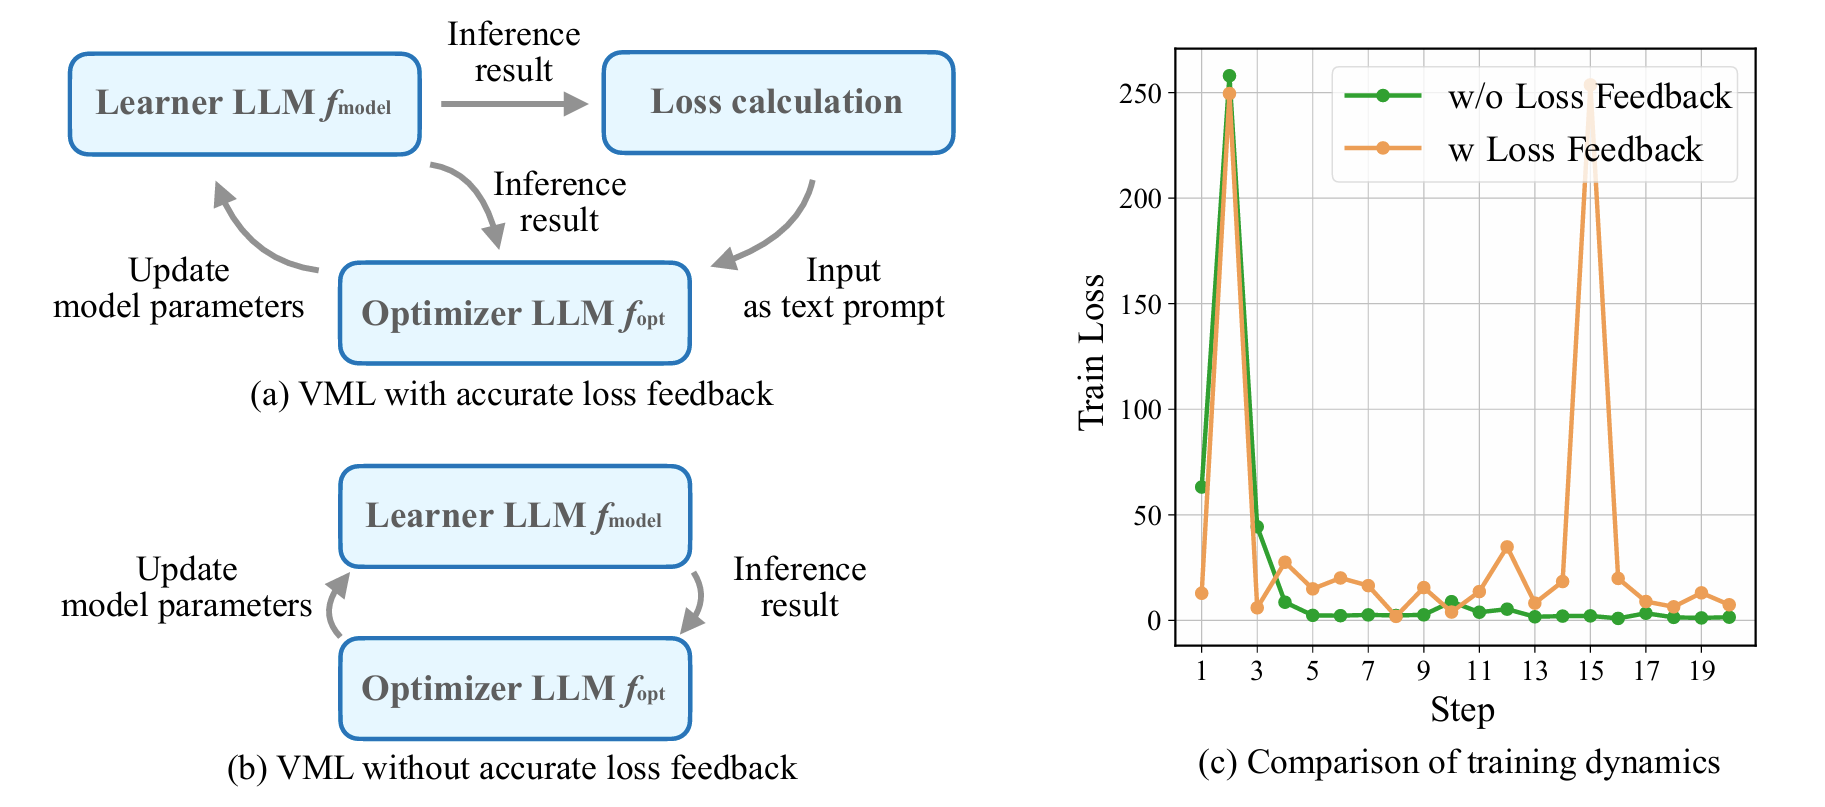 Inference
result
Learner LLM fmodel
Loss calculation
Inference
result
Update
model parameters
Input
as text prompt
Optimizer LLM fopt
(a) VML with accurate loss feedback
Learner LLM fmodel
Update
model parameters
Inference
result
Optimizer LLM fopt
(b) VML without accurate loss feedback
w/o Loss Feedback
w Loss Feedback
Train Loss
250
200
150
100
50
0
1 3 5 7 9 11 13 15 17 19
Step
(c) Comparison of training dynamics